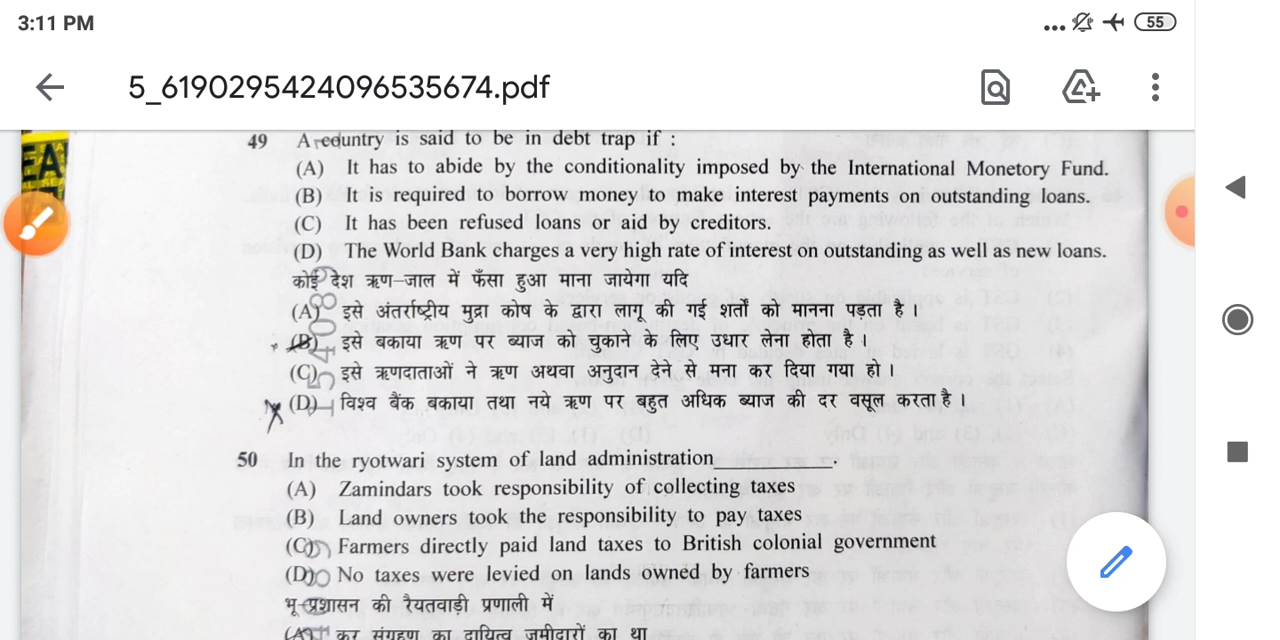 3:11 PM
55
5_6190295424096535674.pdf
EA
49 A country is said to be in debt trap if :
(A) It has to abide by the conditionality imposed by the International Monetary Fund.
(B) It is required to borrow money to make interest payments on outstanding loans.
(C) It has been refused loans or aid by creditors.
(D) The World Bank charges a very high rate of interest on outstanding as well as new loans.
कोई देश ऋण-जाल में फँसा हुआ माना जायेगा यदि
(A) इसे अंतर्राष्ट्रीय मुद्रा कोष के द्वारा लागू की गई शर्तों को मानना पड़ता है।
(B) इसे बकाया ऋण पर ब्याज को चुकाने के लिए उधार लेना होता है।
(C) इसे ऋणदाताओं ने ऋण अथवा अनुदान देने से मना कर दिया गया हो।
(D) विश्व बैंक बकाया तथा नये ऋण पर बहुत अधिक ब्याज की दर वसूल करता है।
50 In the ryotwari system of land administration__________.
(A) Zamindars took responsibility of collecting taxes
(B) Land owners took the responsibility to pay taxes
(C) Farmers directly paid land taxes to British colonial government
(D) No taxes were levied on lands owned by farmers
भू-प्रशासन की रैयतवाड़ी प्रणाली में
(A) कर संग्रहण का दायित्व जमींदारों का था